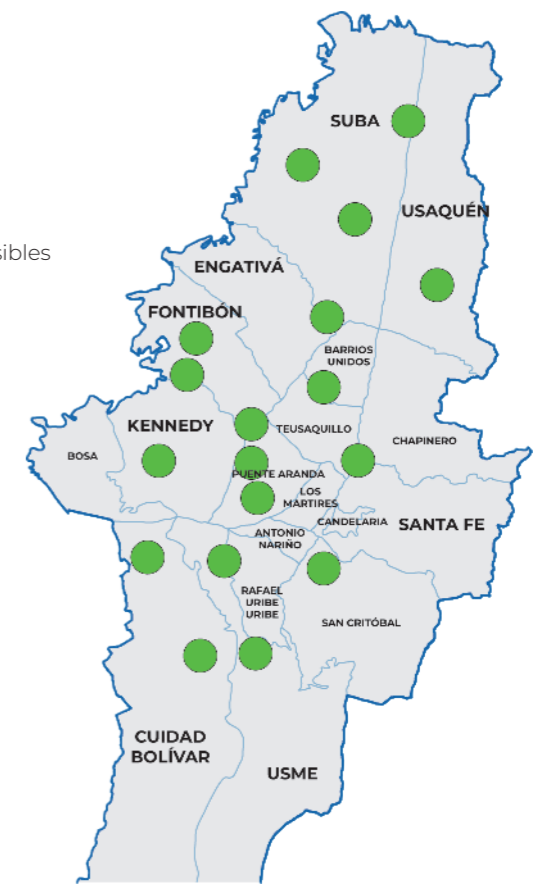 SUBA
USAQUÉN
sibles
ENGATIVÁ
FONTIBÓN
BARRIOS
UNIDOS
KENNEDY
TEUSAQUILLO
CHAPINERO
BOSA
PUENTE ARANDA
LOS
MARTIRES
CANDELARIA
SANTA FE
ANTONIO
NARIÑO
RAFAEL
URIBE
URIBE
SAN CRITÓBAL
CUIDAD
BOLÍVAR
USME